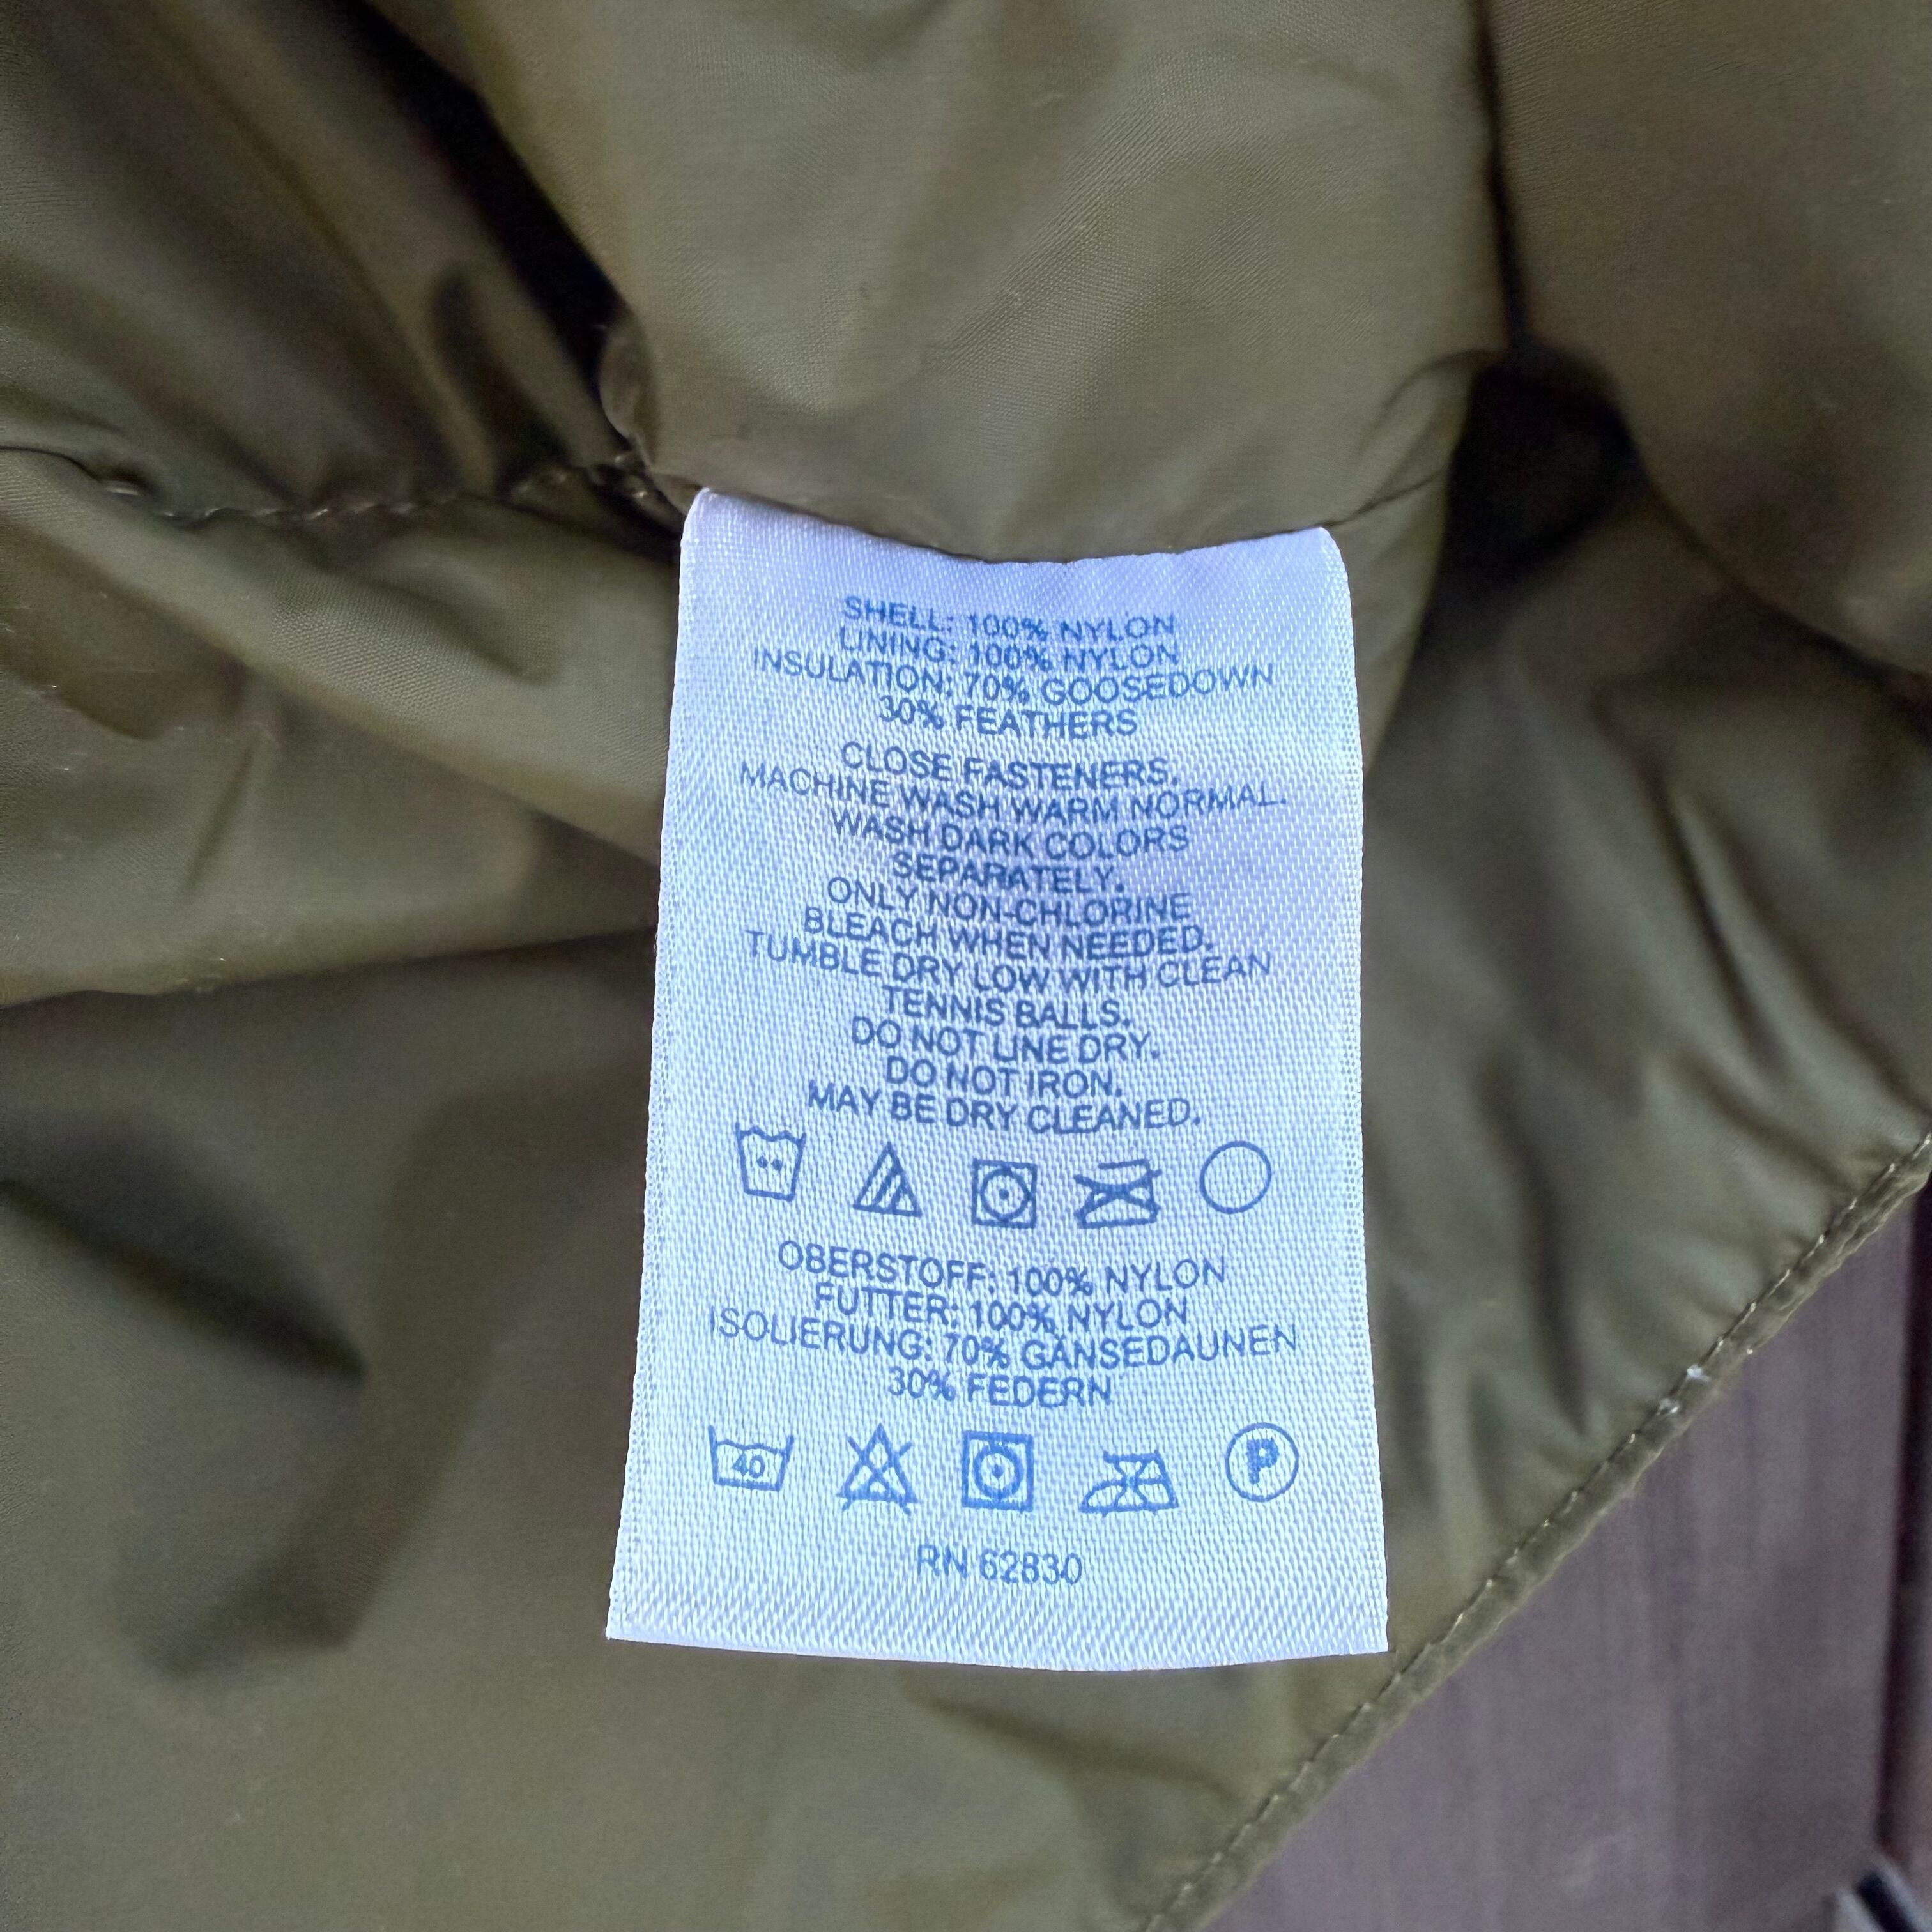 SHELL: 100% NYLON
LINING: 100% NYLON
INSULATION: 70% GOOSEDOWN
30% FEATHERS
CLOSE FASTENERS.
MACHINE WASH WARM NORMAL.
WASH DARK COLORS
SEPARATELY.
ONLY NON-CHLORINE
BLEACH WHEN NEEDED.
TUMBLE DRY LOW WITH CLEAN
TENNIS BALLS.
DO NOT LINE DRY.
DO NOT IRON.
MAY BE DRY CLEANED.
OBERSTOFF: 100% NYLON
FUTTER: 100% NYLON
ISOLIERUNG: 70% GÄNSEDAUNEN
30% FEDERN
40 P
RN 62830